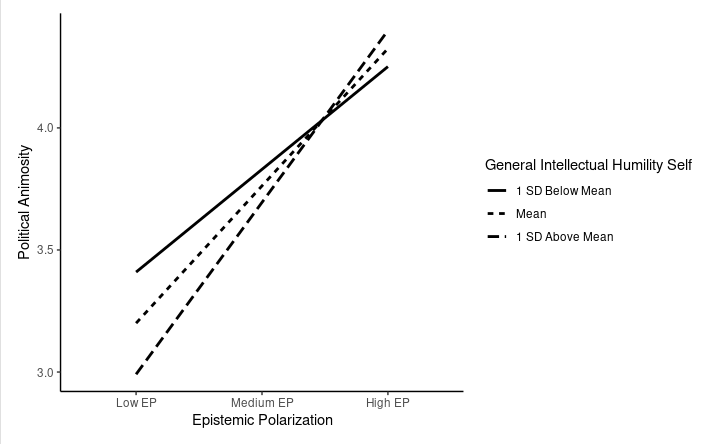 Political Animosity
4.0
3.5
3.0
Low EP
Medium EP
High EP
Epistemic Polarization
General Intellectual Humility Self
1 SD Below Mean
Mean
1 SD Above Mean